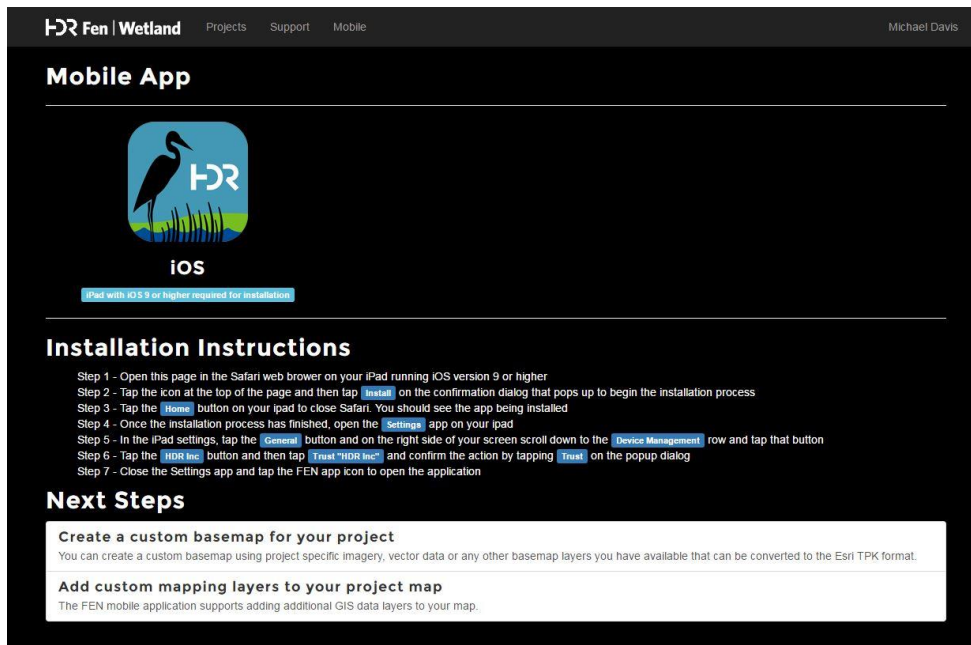 HDR Fen | Wetland Projects Support Mobile Michael Davis
Mobile App
HDR
iOS
iPad with iOS 9 or higher required for installation
Installation Instructions
Step 1 - Open this page in the Safari web brower on your iPad running iOS version 9 or higher
Step 2 - Tap the icon at the top of the page and then tap Install on the confirmation dialog that pops up to begin the installation process
Step 3 - Tap the Home button on your ipad to close Safari. You should see the app being installed
Step 4 - Once the installation process has finished, open the Settings app on your ipad
Step 5 - In the iPad settings, tap the General button and on the right side of your screen scroll down to the Device Management row and tap that button
Step 6 - Tap the HDR Inc button and then tap Trust "HDR Inc" and confirm the action by tapping Trust on the popup dialog
Step 7 - Close the Settings app and tap the FEN app icon to open the application
Next Steps
Create a custom basemap for your project
You can create a custom basemap using project specific imagery, vector data or any other basemap layers you have available that can be converted to the Esri TPK format.
Add custom mapping layers to your project map
The FEN mobile application supports adding additional GIS data layers to your map.